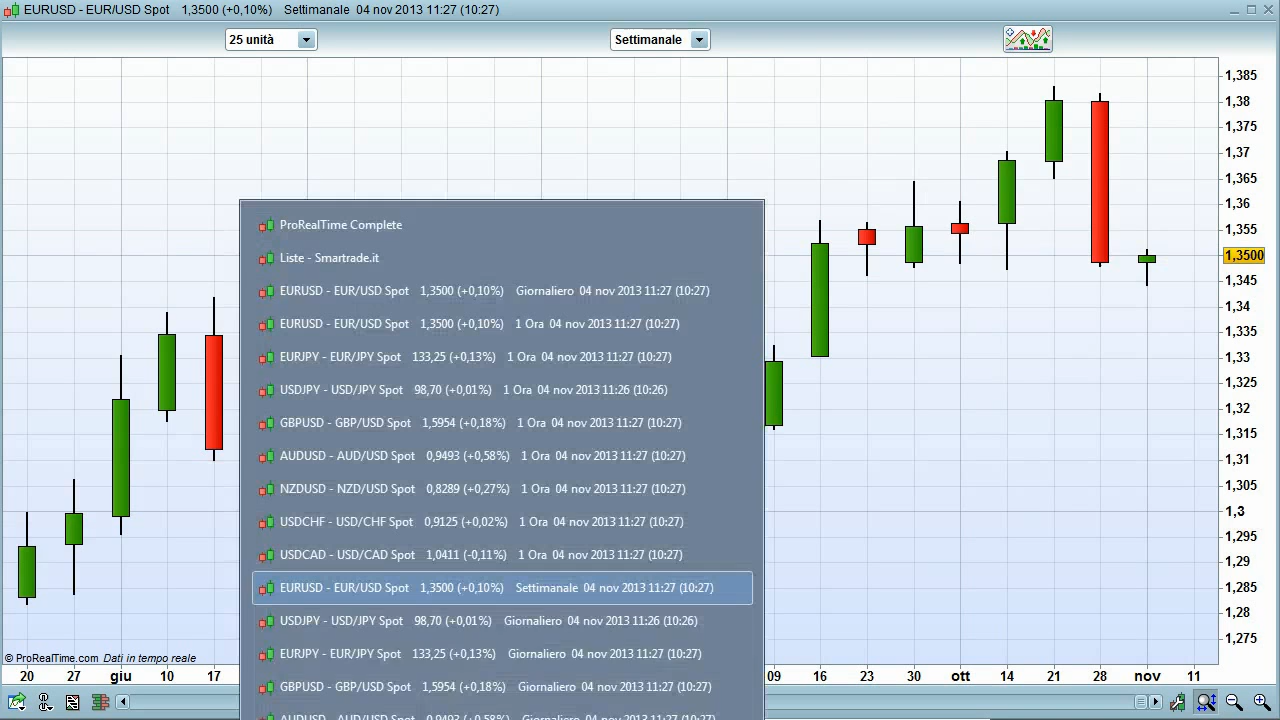 EURUSD - EUR/USD Spot 1,3500 (+0,10%) Settimanale 04 nov 2013 11:27 (10:27)
25 unità
Settimanale
1,385
1,38
1,375
1,37
1,365
1,36
1,355
1,3500
1,345
1,34
1,335
1,33
1,325
1,32
1,315
1,31
1,305
1,3
1,295
1,29
1,285
1,28
1,275
ProRealTime Complete
Liste - Smartrade.it
EURUSD - EUR/USD Spot 1,3500 (+0,10%) Giornaliero 04 nov 2013 11:27 (10:27)
EURUSD - EUR/USD Spot 1,3500 (+0,10%) 1 Ora 04 nov 2013 11:27 (10:27)
EURJPY - EUR/JPY Spot 133,25 (+0,13%) 1 Ora 04 nov 2013 11:27 (10:27)
USDJPY - USD/JPY Spot 98,70 (+0,01%) 1 Ora 04 nov 2013 11:26 (10:26)
GBPUSD - GBP/USD Spot 1,5954 (+0,18%) 1 Ora 04 nov 2013 11:27 (10:27)
AUDUSD - AUD/USD Spot 0,9493 (+0,58%) 1 Ora 04 nov 2013 11:27 (10:27)
NZDUSD - NZD/USD Spot 0,8289 (+0,27%) 1 Ora 04 nov 2013 11:27 (10:27)
USDCHF - USD/CHF Spot 0,9125 (+0,02%) 1 Ora 04 nov 2013 11:27 (10:27)
USDCAD - USD/CAD Spot 1,0411 (-0,11%) 1 Ora 04 nov 2013 11:27 (10:27)
EURUSD - EUR/USD Spot 1,3500 (+0,10%) Settimanale 04 nov 2013 11:27 (10:27)
USDJPY - USD/JPY Spot 98,70 (+0,01%) Giornaliero 04 nov 2013 11:26 (10:26)
EURJPY - EUR/JPY Spot 133,25 (+0,13%) Giornaliero 04 nov 2013 11:27 (10:27)
GBPUSD - GBP/USD Spot 1,5954 (+0,18%) Giornaliero 04 nov 2013 11:27 (10:27)
AUDUSD - AUD/USD Spot 0,9493 (+0,58%) Giornaliero 04 nov 2013 11:27 (10:27)
© ProRealTime.com Dati in tempo reale
20 27 giu 10 17 09 16 23 30 ott 14 21 28 nov 11